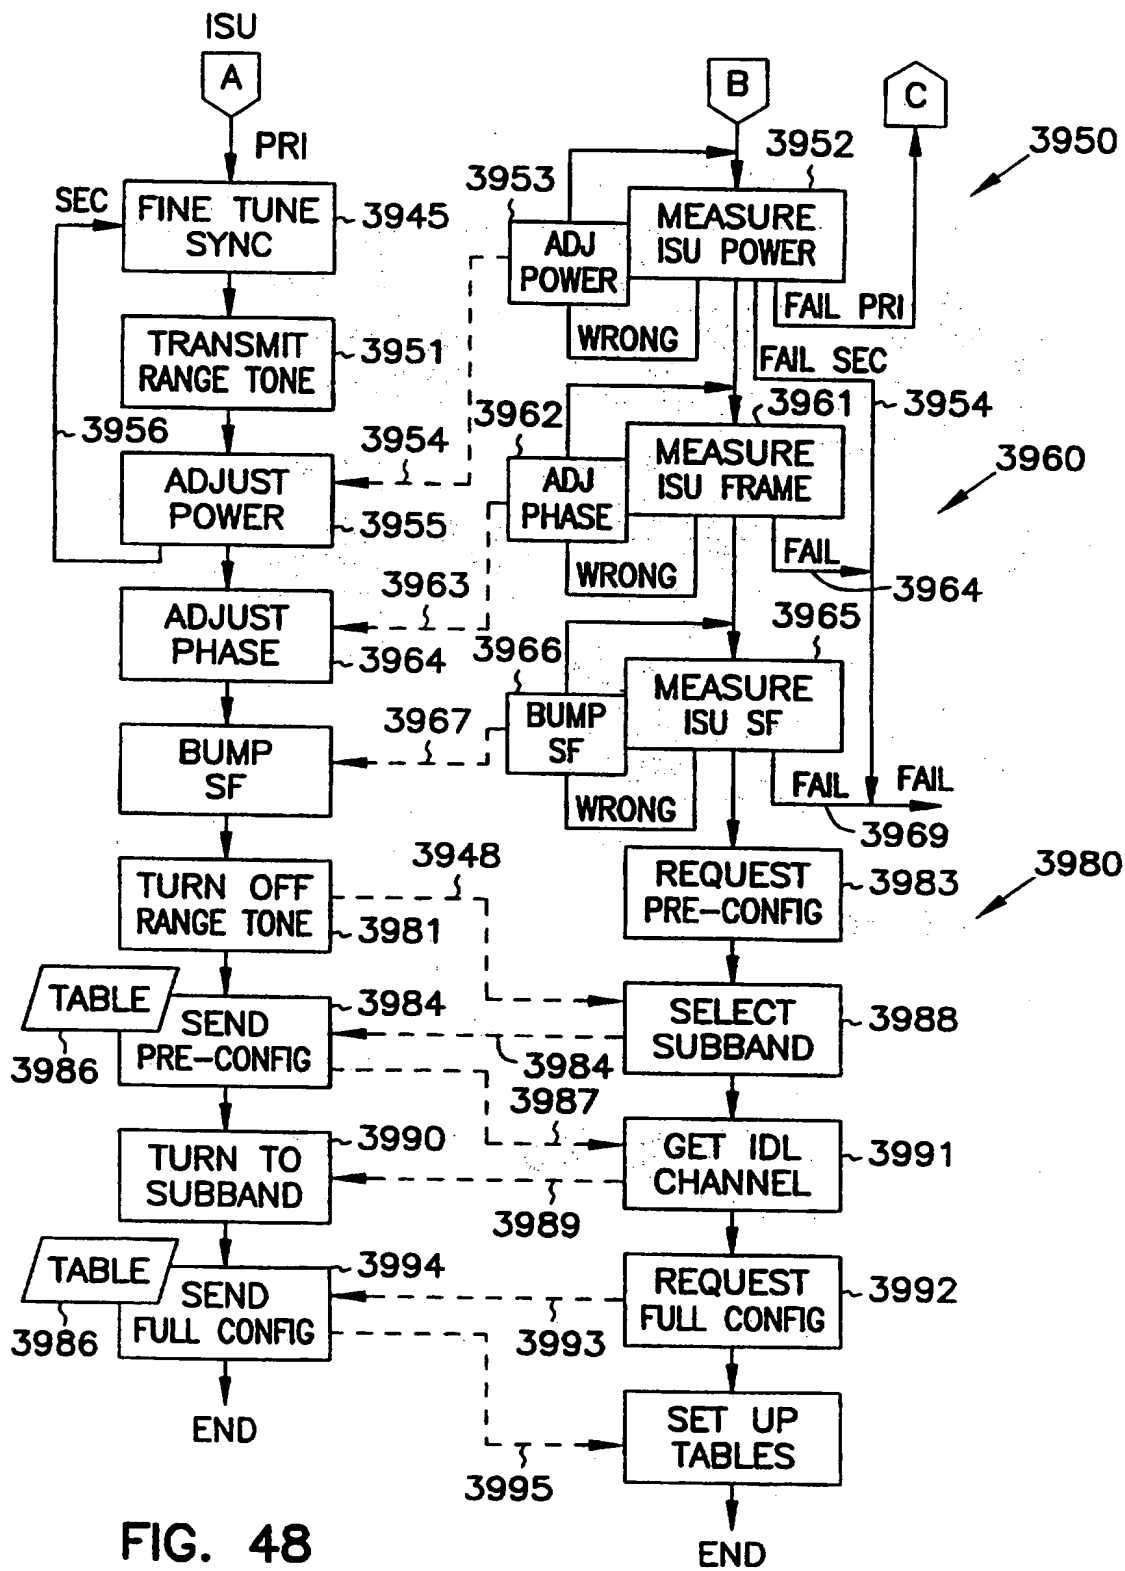 ISU
A
B
C
PRI
3952
3950
3953
SEC
FINE TUNE
SYNC
3945
MEASURE
ISU POWER
ADJ
POWER
FAIL PRI
WRONG
TRANSMIT
RANGE TONE
3951
FAIL SEC
3956
3954
3962
3961
3954
3960
ADJUST
POWER
3955
MEASURE
ISU FRAME
ADJ
PHASE
FAIL
WRONG
3964
3963
ADJUST
PHASE
3964
3966
3965
MEASURE
ISU SF
3967
BUMP
SF
BUMP
SF
FAIL
FAIL
WRONG
3969
3948
3980
TURN OFF
RANGE TONE
3981
REQUEST
PRE-CONFIG
3983
TABLE
3986
SEND
PRE-CONFIG
3984
3984
SELECT
SUBBAND
3988
3987
TURN TO
SUBBAND
3990
GET IDL
CHANNEL
3991
3989
TABLE
3986
SEND
FULL CONFIG
3994
REQUEST
FULL CONFIG
3992
3993
END
SET UP
TABLES
3995
END
FIG. 48